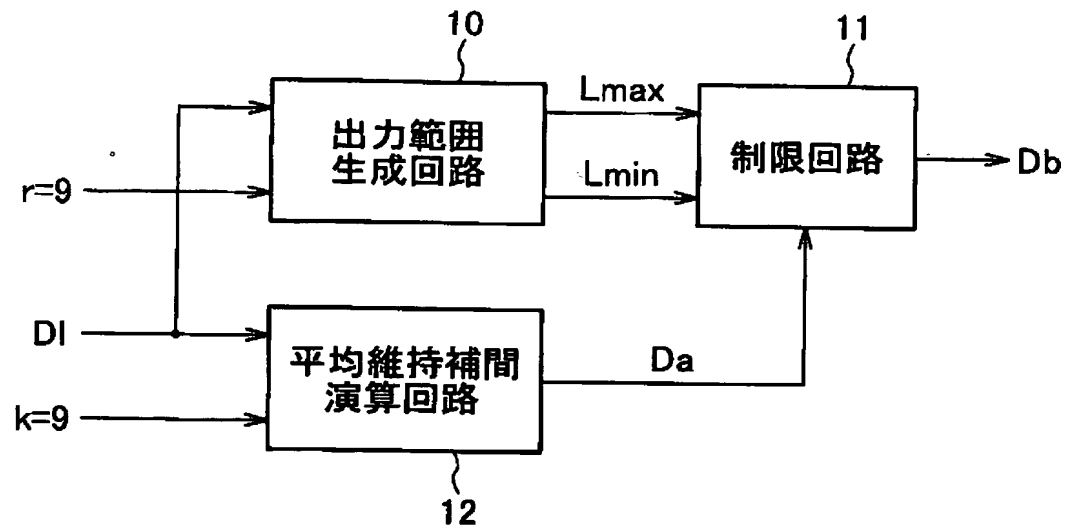 10
11
出力範囲
生成回路
Lmax
Lmin
制限回路
Db
r=9
DI
平均維持補間
演算回路
Da
k=9
12